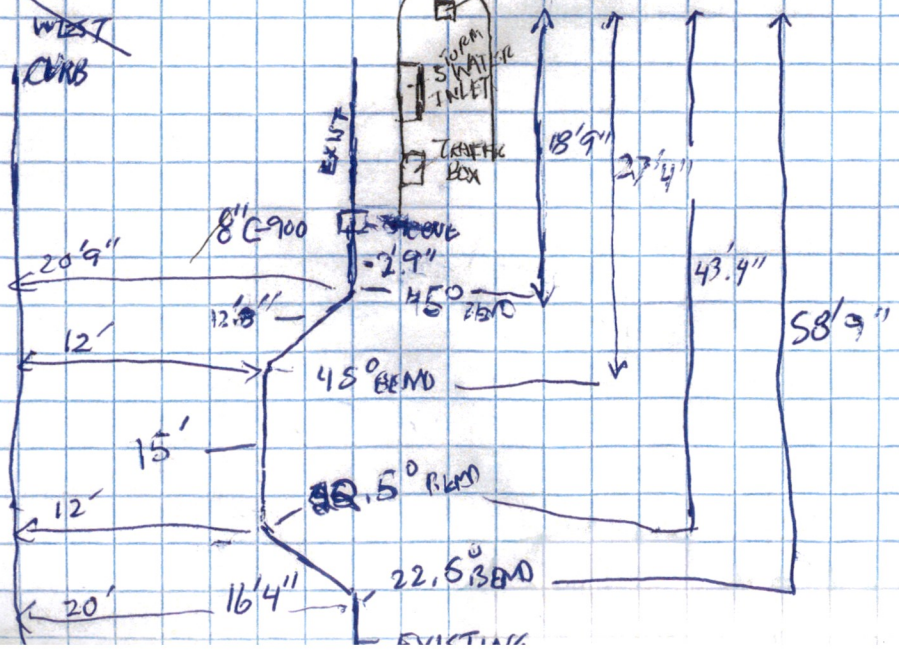 WEST
CURB
STORM
WATER
INLET
TRAFFIC
BOX
EXIST
18'9"
27'4"
43'.4"
58'9"
8" C-900
2'.9"
20'9"
45° BEND
12'
45° BEND
15'
.5° BEND
12'
22.5° BEND
16'4"
20'
EXISTING